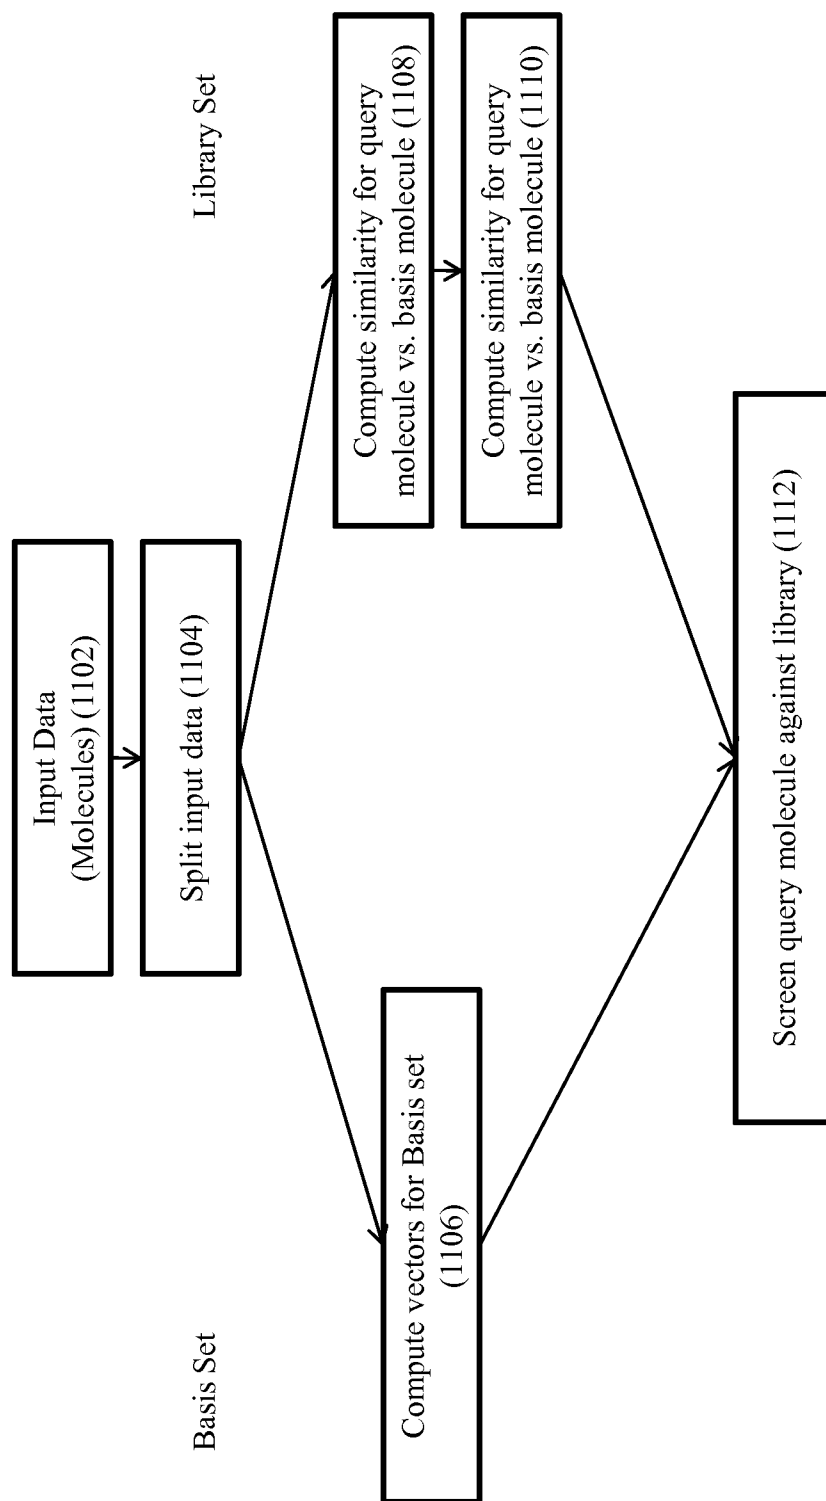 Basis Set
Library Set
Input Data
(Molecules) (1102)
Split input data (1104)
Compute vectors for Basis set
(1106)
Compute similarity for query
molecule vs. basis molecule (1108)
Compute similarity for query
molecule vs. basis molecule (1110)
Screen query molecule against library (1112)